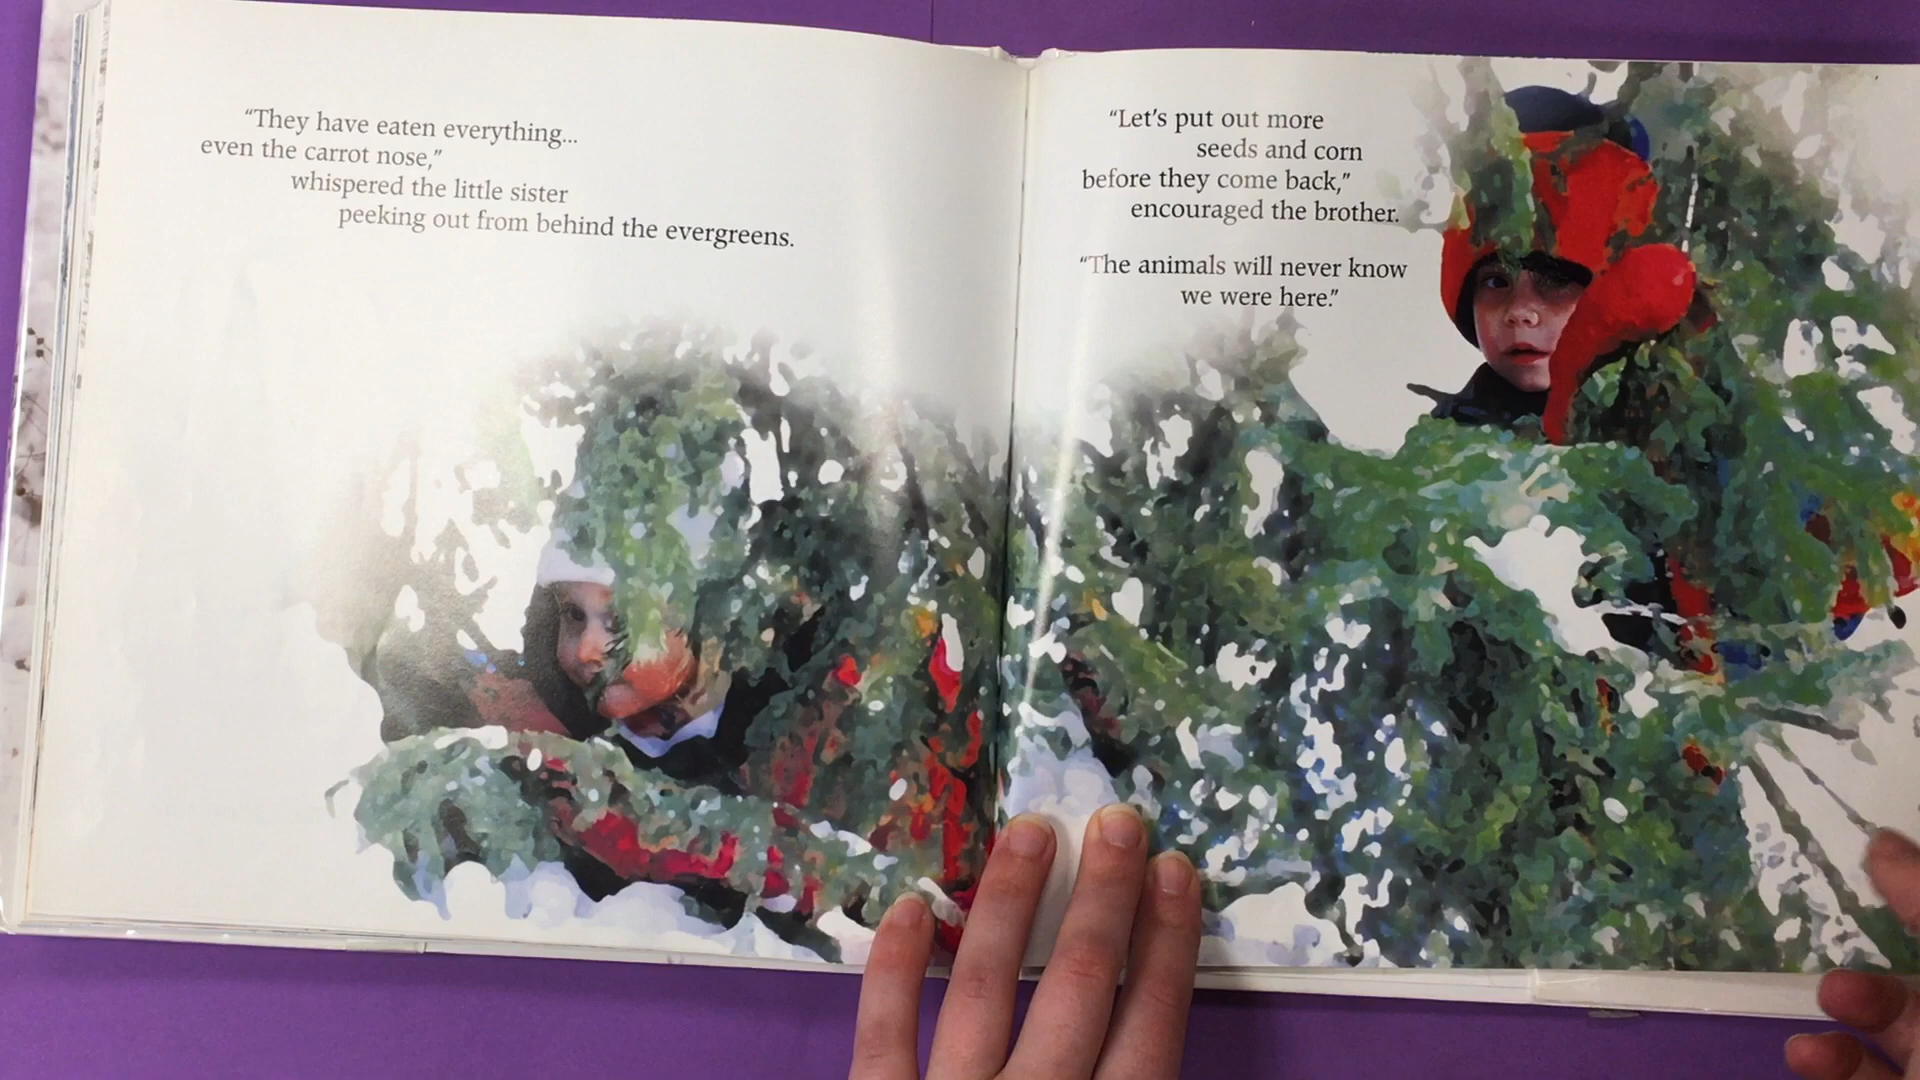 “They have eaten everything...
even the carrot nose,”
whispered the little sister
peeking out from behind the evergreens.
“Let’s put out more
seeds and corn
before they come back,”
encouraged the brother.
“The animals will never know
we were here.”